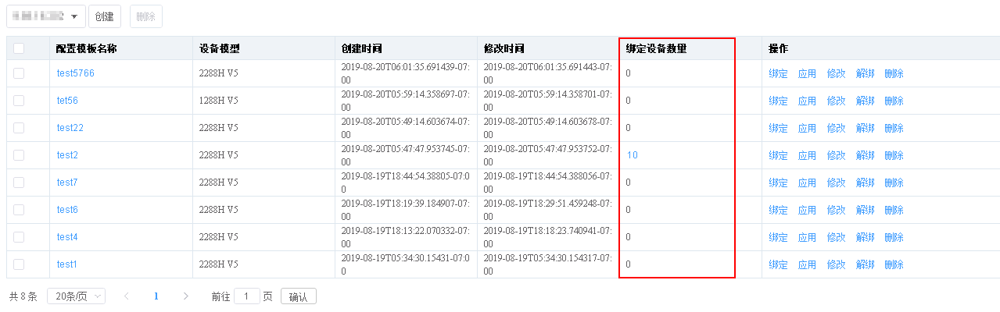 创建 删除
配置模板名称 设备模型 创建时间 修改时间 绑定设备数量 操作
test5766 2288H V5 2019-08-20T06:01:35.691439-07:00 2019-08-20T06:01:35.691443-07:00 0 绑定 应用 修改 解绑 删除
tet56 1288H V5 2019-08-20T05:59:14.358697-07:00 2019-08-20T05:59:14.358701-07:00 0 绑定 应用 修改 解绑 删除
test22 2288H V5 2019-08-20T05:49:14.603674-07:00 2019-08-20T05:49:14.603678-07:00 0 绑定 应用 修改 解绑 删除
test2 2288H V5 2019-08-20T05:47:47.953745-07:00 2019-08-20T05:47:47.953752-07:00 10 绑定 应用 修改 解绑 删除
test7 2288H V5 2019-08-19T18:44:54.38805-07:00 2019-08-19T18:44:54.388056-07:00 0 绑定 应用 修改 解绑 删除
test6 2288H V5 2019-08-19T18:19:39.184907-07:00 2019-08-19T18:29:51.459248-07:00 0 绑定 应用 修改 解绑 删除
test4 2288H V5 2019-08-19T18:13:22.070332-07:00 2019-08-19T18:18:23.740941-07:00 0 绑定 应用 修改 解绑 删除
test1 2288H V5 2019-08-19T05:34:30.15431-07:00 2019-08-19T05:34:30.154317-07:00 0 绑定 应用 修改 解绑 删除
共 8 条 20条/页 1 前往 1 页 确认